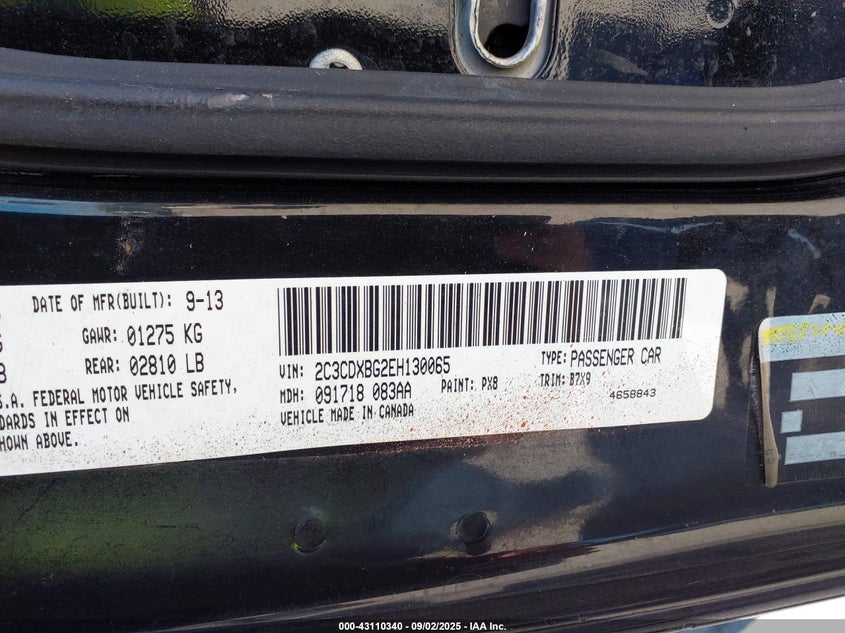 DATE OF MFR(BUILT): 9-13
GAWR: 01275 KG
REAR: 02810 LB
S.A. FEDERAL MOTOR VEHICLE SAFETY,
DARDS IN EFFECT ON
HOWN ABOVE.
VIN: 2C3CDXBG2EH130065
TYPE: PASSENGER CAR
MDH: 091718 083AA PAINT: PX8 TRIM: B7X9
VEHICLE MADE IN CANADA
4658843
000-43110340 - 09/02/2025 - IAA Inc.